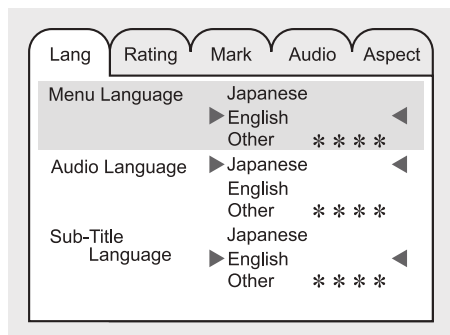 Lang Rating Mark Audio Aspect
Menu Language Japanese
English
Other ****
Audio Language Japanese
English
Other ****
Sub-Title Japanese
Language English
Other ****